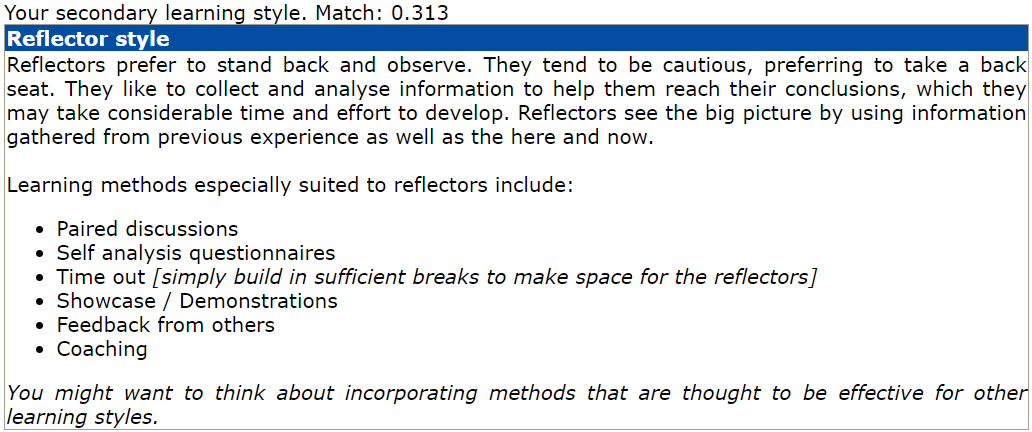 Your secondary learning style. Match: 0.313
Reflector style
Reflectors prefer to stand back and observe. They tend to be cautious, preferring to take a back
seat. They like to collect and analyse information to help them reach their conclusions, which they
may take considerable time and effort to develop. Reflectors see the big picture by using information
gathered from previous experience as well as the here and now.
Learning methods especially suited to reflectors include:
• Paired discussions
• Self analysis questionnaires
• Time out [simply build in sufficient breaks to make space for the reflectors]
• Showcase / Demonstrations
• Feedback from others
• Coaching
You might want to think about incorporating methods that are thought to be effective for other
learning styles.